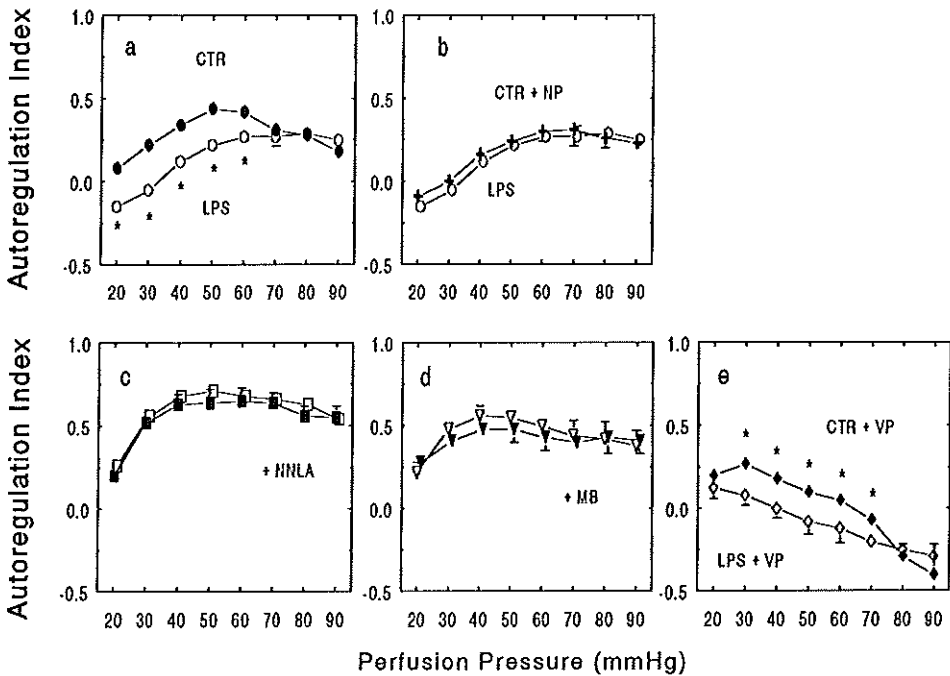 Autoregulation Index
1.0
0.5
0.0
-0.5
a
CTR
LPS
* * * * *
20 30 40 50 60 70 80 90
1.0
0.5
0.0
-0.5
b
CTR + NP
LPS
20 30 40 50 60 70 80 90
Autoregulation Index
1.0
0.5
0.0
-0.5
c
+ NNLA
20 30 40 50 60 70 80 90
1.0
0.5
0.0
-0.5
d
+ MB
20 30 40 50 60 70 80 90
1.0
0.5
0.0
-0.5
e
CTR + VP
* * * * *
LPS + VP
20 30 40 50 60 70 80 90
Perfusion Pressure (mmHg)